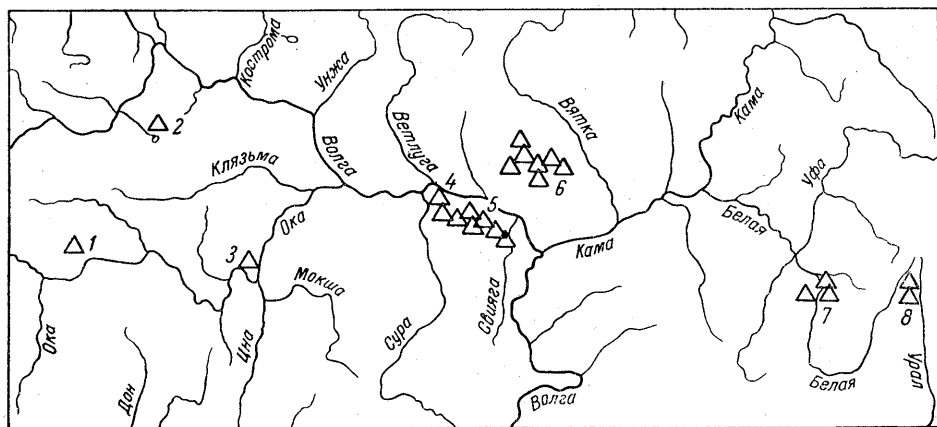 Кострома
Унжа
2
Волга
Клязьма
Ветлуга
Вятка
Кама
Уфа
4
5
6
1
3
Ока
Мокша
Кама
Белая
Ока
Дон
Цна
Сура
Свияга
Волга
7
8
Белая
Урал